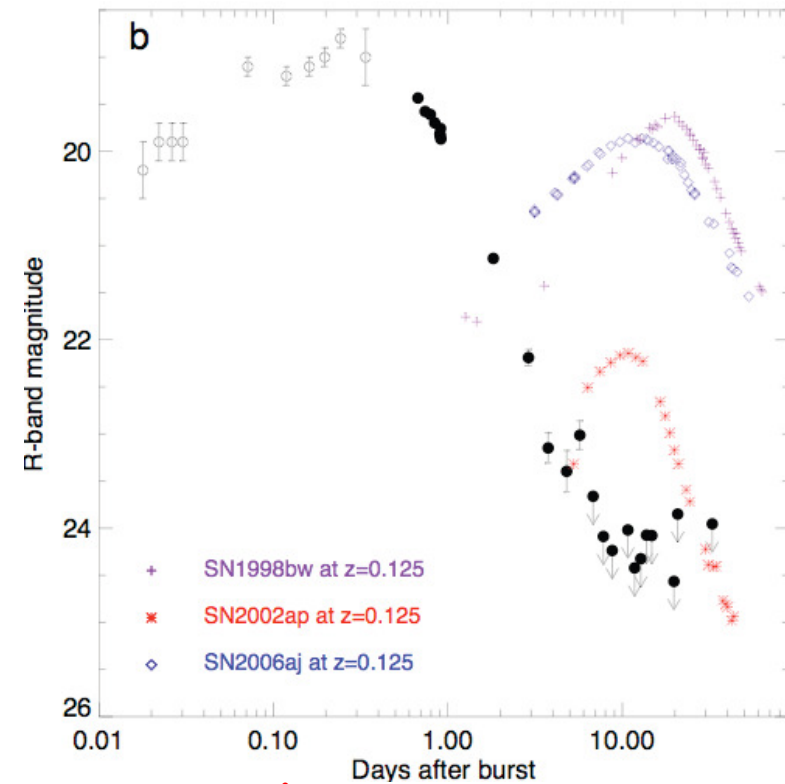 b
18
20
22
24
26
R-band magnitude
SN1998bw at z=0.125
SN2002ap at z=0.125
SN2006aj at z=0.125
0.01 0.10 1.00 10.00
Days after burst